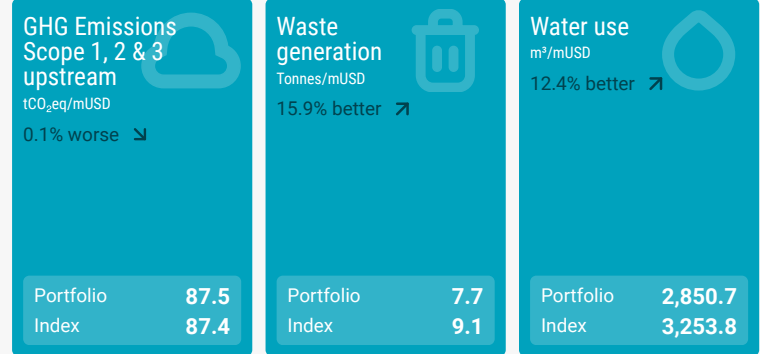 GHG Emissions
Scope 1, 2 & 3
upstream
tCO₂eq/mUSD
0.1% worse
Portfolio 87.5
Index 87.4
Waste
generation
Tonnes/mUSD
15.9% better
Portfolio 7.7
Index 9.1
Water use
m³/mUSD
12.4% better
Portfolio 2,850.7
Index 3,253.8